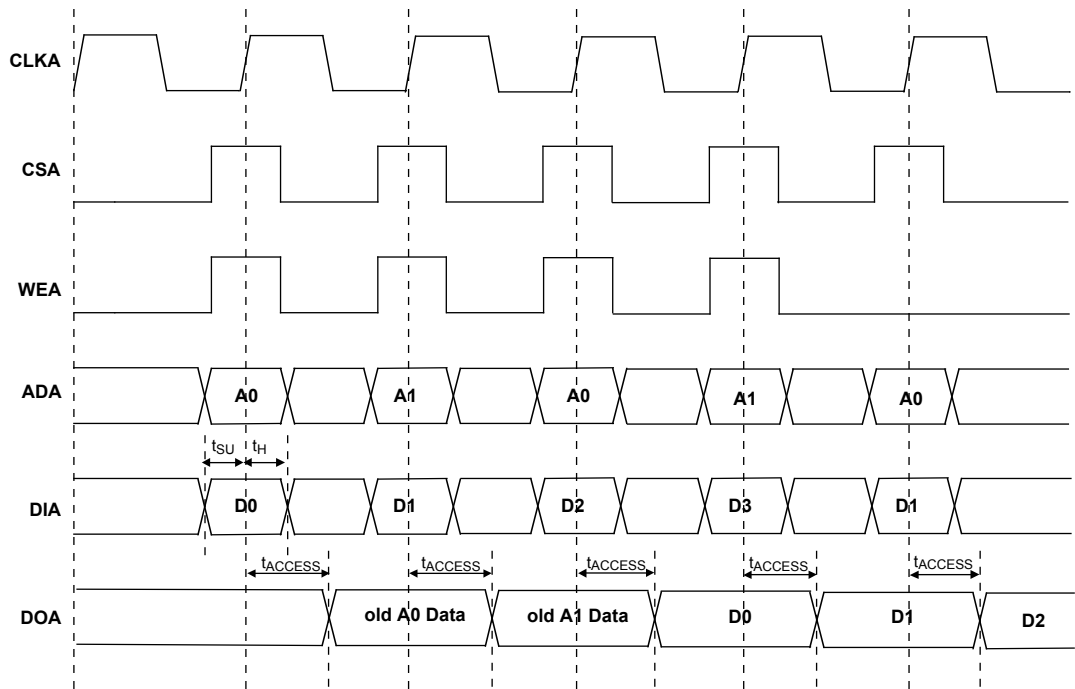 CLKA
CSA
WEA
ADA A0 A1 A0 A1 A0
tSU tH
DIA D0 D1 D2 D3 D1
tACCESS tACCESS tACCESS tACCESS tACCESS
DOA old A0 Data old A1 Data D0 D1 D2